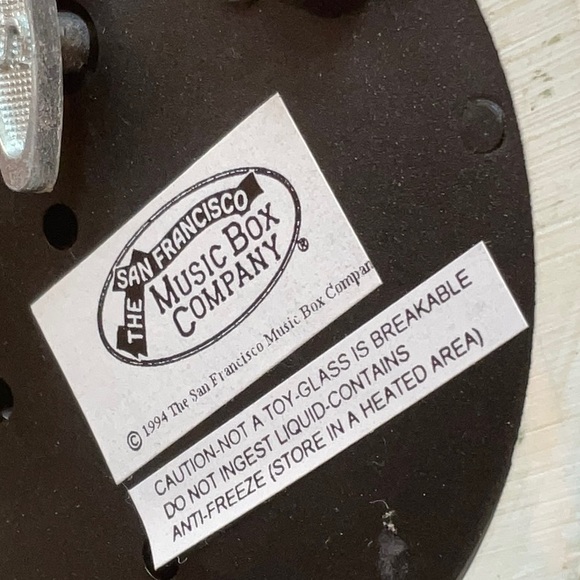 THE
SAN FRANCISCO
MUSIC BOX
COMPANY®
© 1994 The San Francisco Music Box Compan
CAUTION-NOT A TOY-GLASS IS BREAKABLE
DO NOT INGEST LIQUID-CONTAINS
ANTI-FREEZE (STORE IN A HEATED AREA)